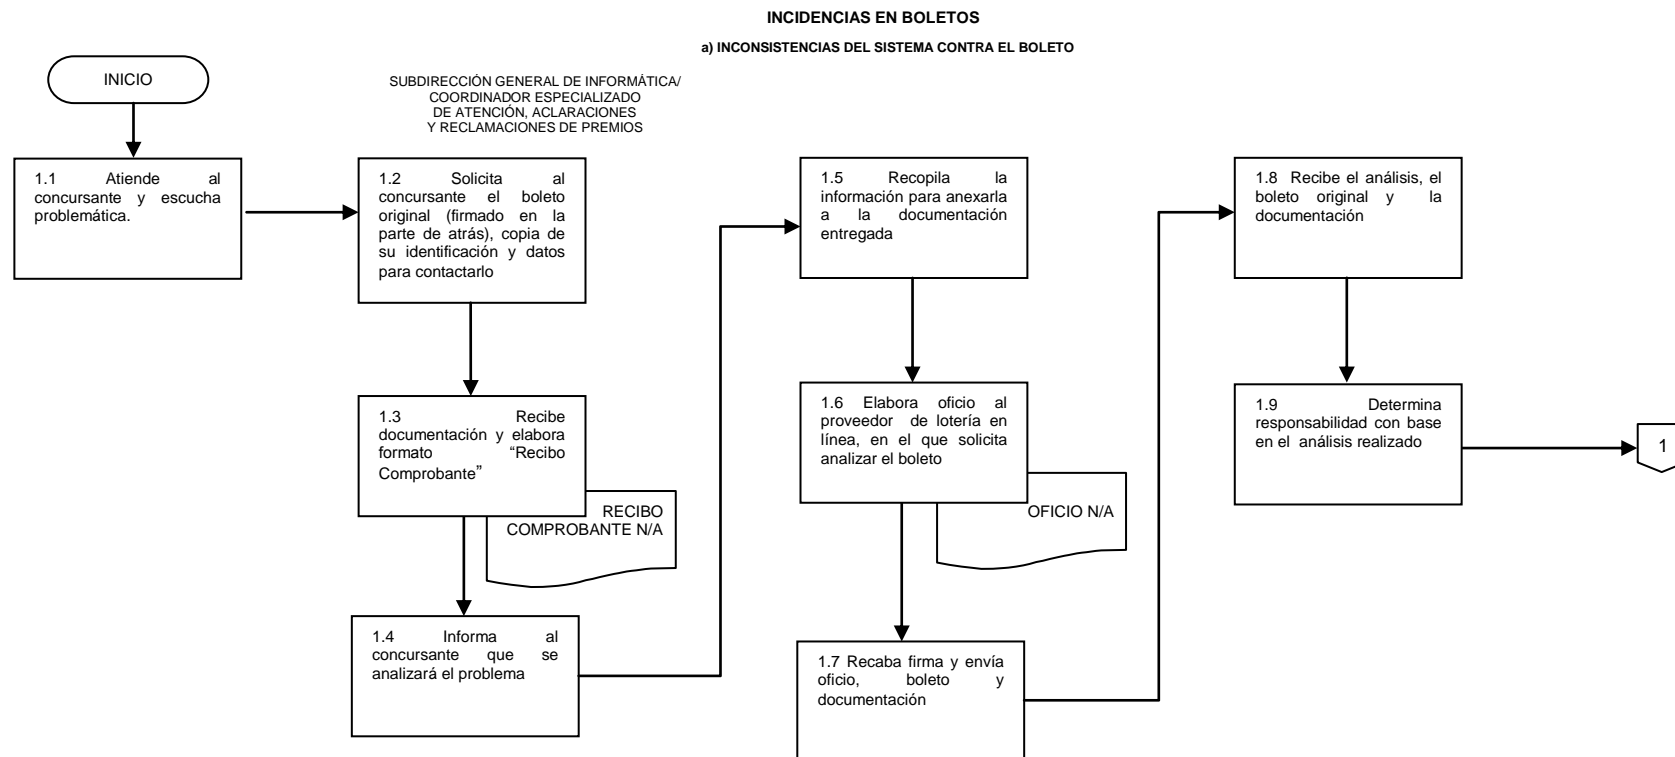 INCIDENCIAS EN BOLETOS
a) INCONSISTENCIAS DEL SISTEMA CONTRA EL BOLETO
INICIO
SUBDIRECCIÓN GENERAL DE INFORMÁTICA/
COORDINADOR ESPECIALIZADO
DE ATENCIÓN, ACLARACIONES
Y RECLAMACIONES DE PREMIOS
1.1 Atiende al
concursante y escucha
problemática.
1.2 Solicita al
concursante el boleto
original (firmado en la
parte de atrás), copia de
su identificación y datos
para contactarlo
1.3 Recibe
documentación y elabora
formato “Recibo
Comprobante”
RECIBO
COMPROBANTE N/A
1.4 Informa al
concursante que se
analizará el problema
1.5 Recopila la
información para anexarla
a la documentación
entregada
1.6 Elabora oficio al
proveedor de lotería en
línea, en el que solicita
analizar el boleto
OFICIO N/A
1.7 Recaba firma y envía
oficio, boleto y
documentación
1.8 Recibe el análisis, el
boleto original y la
documentación
1.9 Determina
responsabilidad con base
en el análisis realizado
1